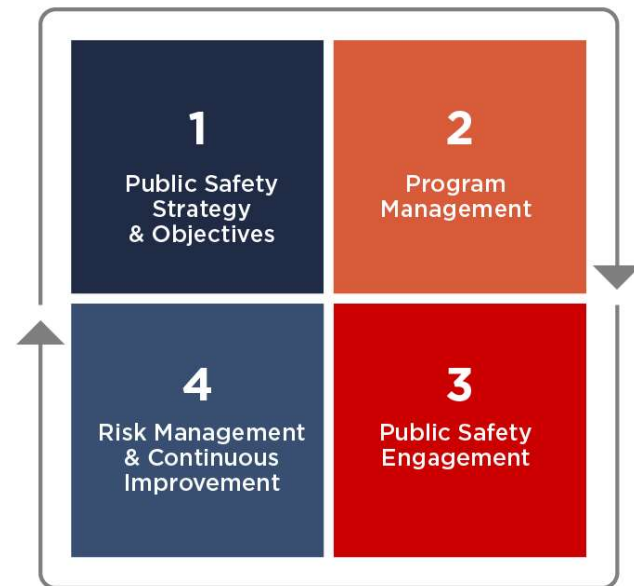 1
Public Safety
Strategy
& Objectives
2
Program
Management
3
Public Safety
Engagement
4
Risk Management
& Continuous
Improvement